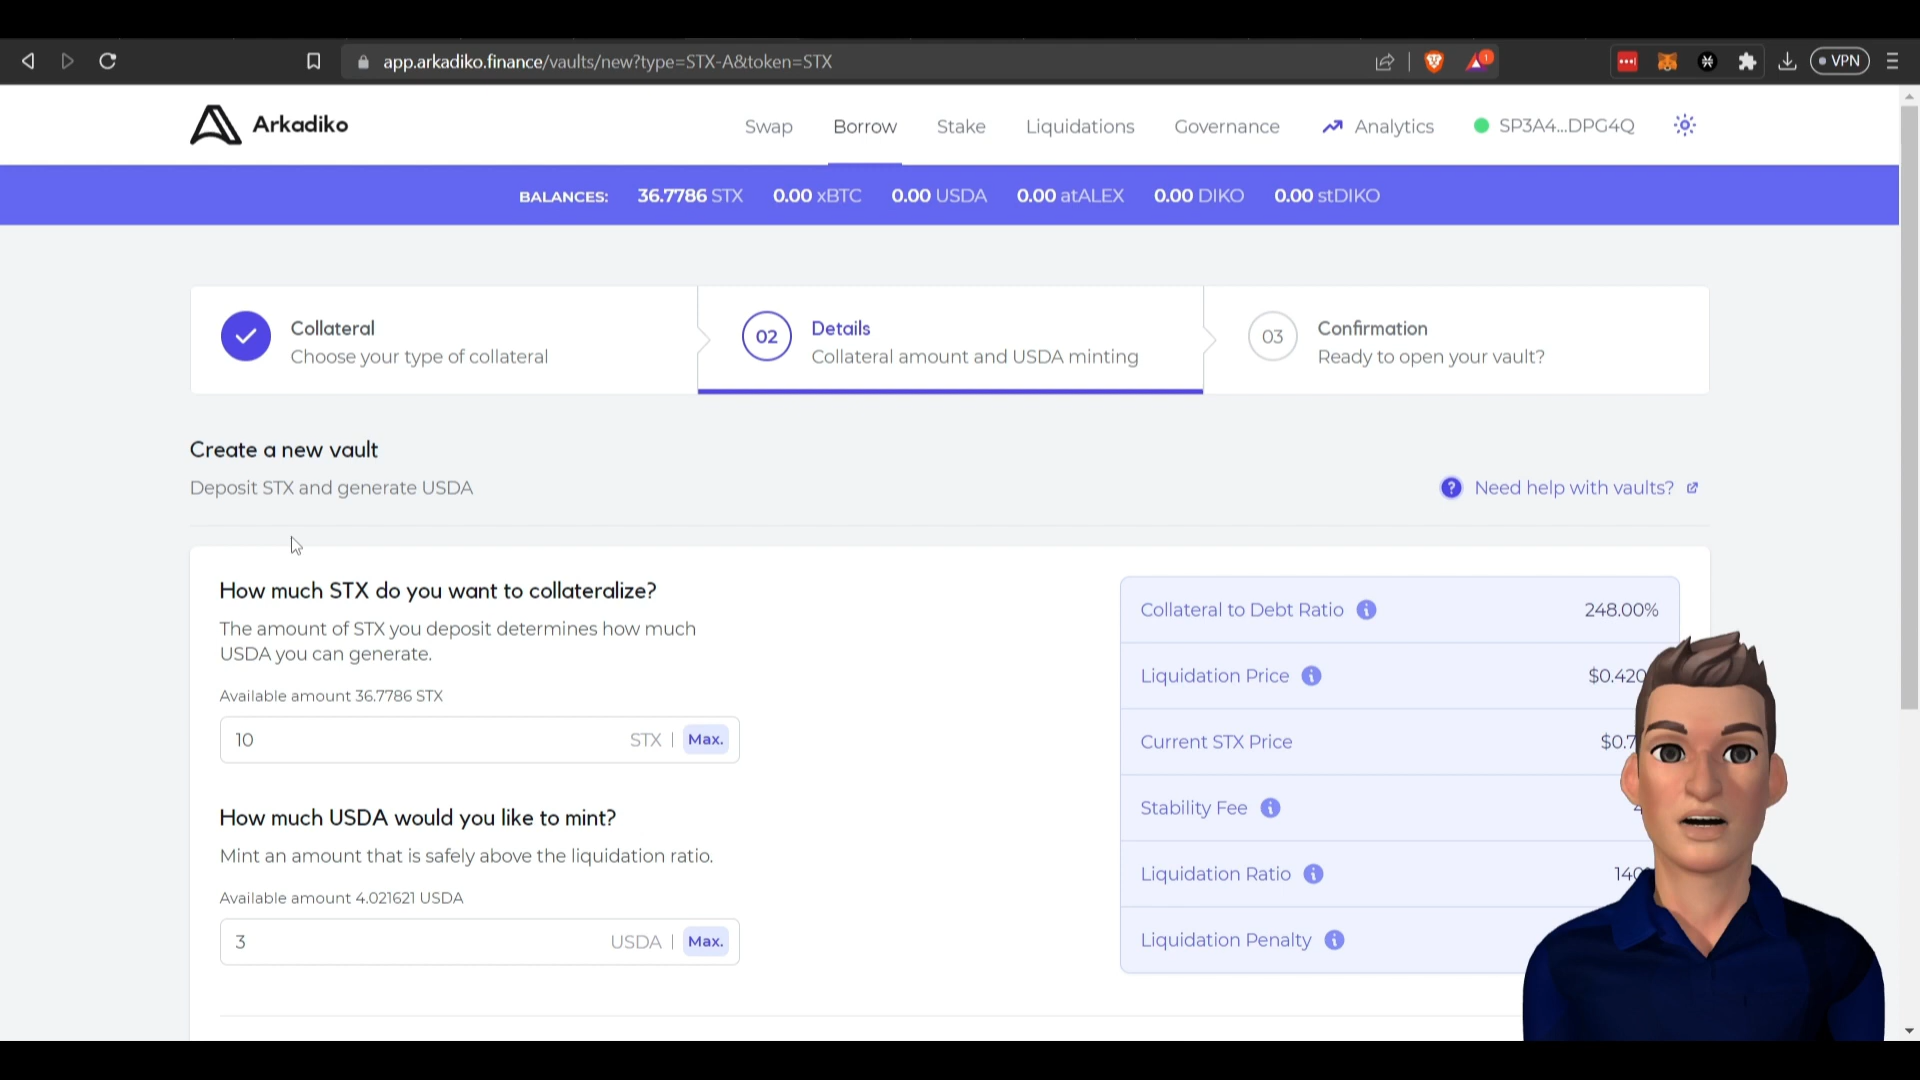 app.arkadiko.finance/vaults/new?type=STX-A&token=STX
1
VPN
Arkadiko
Swap Borrow Stake Liquidations Governance Analytics SP3A4...DPG4Q
BALANCES: 36.7786 STX 0.00 xBTC 0.00 USDA 0.00 atALEX 0.00 DIKO 0.00 stDIKO
Collateral
Choose your type of collateral
02
Details
Collateral amount and USDA minting
03
Confirmation
Ready to open your vault?
Create a new vault
Deposit STX and generate USDA
? Need help with vaults?
How much STX do you want to collateralize?
The amount of STX you deposit determines how much
USDA you can generate.
Available amount 36.7786 STX
10 STX | Max.
How much USDA would you like to mint?
Mint an amount that is safely above the liquidation ratio.
Available amount 4.021621 USDA
3 USDA | Max.
Collateral to Debt Ratio i 248.00%
Liquidation Price i $0.420
Current STX Price $0.7
Stability Fee i
Liquidation Ratio i 140
Liquidation Penalty i